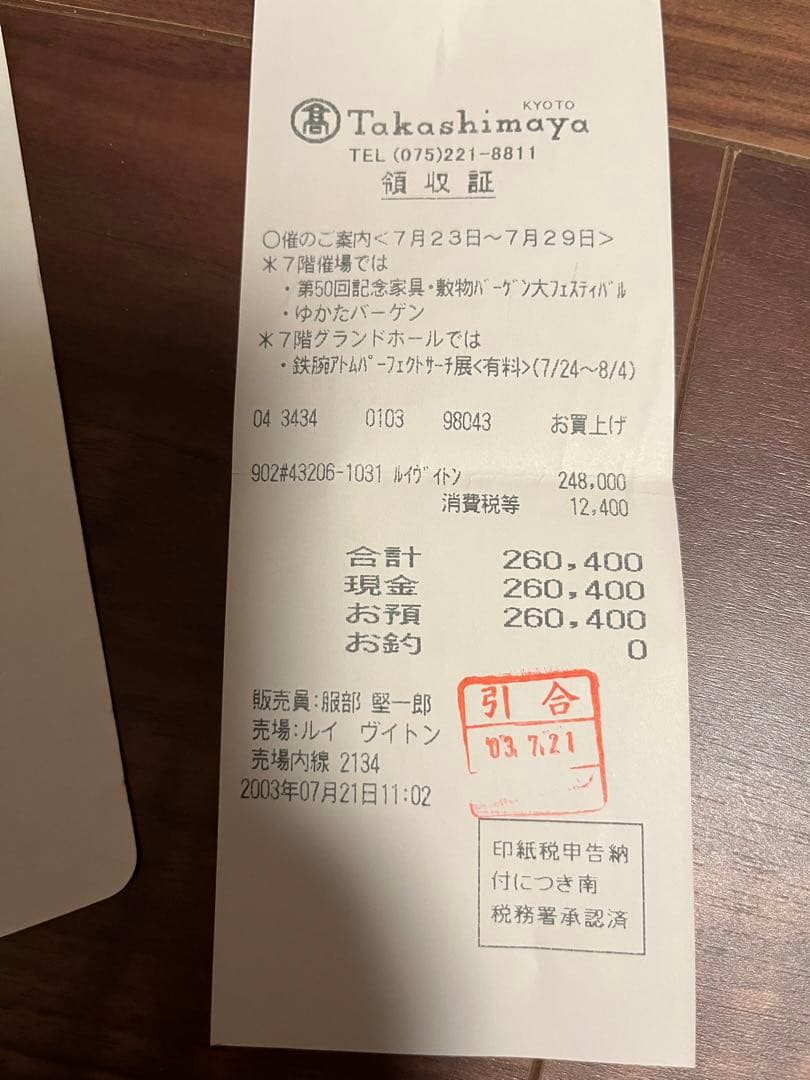 高 Takashimaya KYOTO
TEL (075)221-8811
領収証
〇催のご案内<7月23日〜7月29日>
*7階催場では
・第50回記念家具・敷物バーゲン大フェスティバル
・ゆかたバーゲン
*7階グランドホールでは
・鉄腕アトムパーフェクトサーチ展<有料>(7/24〜8/4)
04 3434 0103 98043 お買上げ
902#43206-1031 ルイヴィトン 248,000
消費税等 12,400
合計 260,400
現金 260,400
お預 260,400
お釣 0
販売員:服部 堅一郎
売場:ルイ ヴイトン
売場内線 2134
2003年07月21日11:02
引合
'03.7.21
印紙税申告納
付につき南
税務署承認済